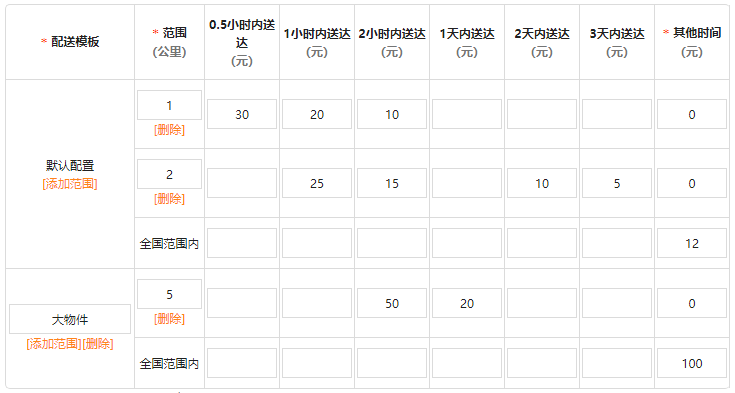 * 配送模板
* 范围
(公里)
0.5小时内送
达
(元)
1小时内送达
(元)
2小时内送达
(元)
1天内送达
(元)
2天内送达
(元)
3天内送达
(元)
* 其他时间
(元)
默认配置
[添加范围]
1
[删除]
30
20
10
0
2
[删除]
25
15
10
5
0
全国范围内
12
大物件
[添加范围][删除]
5
[删除]
50
20
0
全国范围内
100